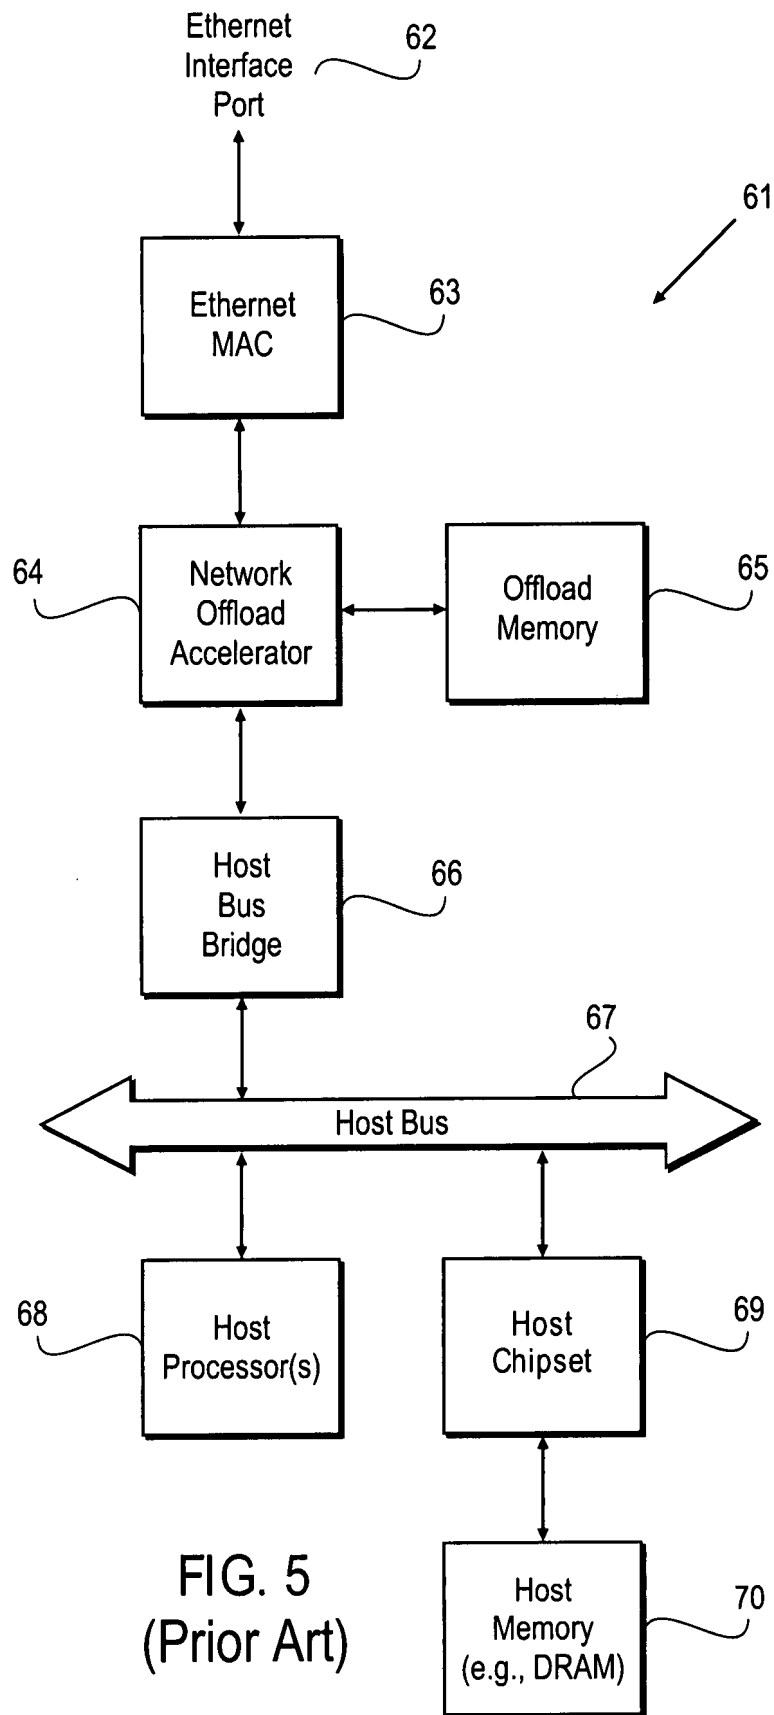 Ethernet
Interface
Port
62
61
Ethernet
MAC
63
64
Network
Offload
Accelerator
Offload
Memory
65
Host
Bus
Bridge
66
67
Host Bus
68
Host
Processor(s)
Host
Chipset
69
FIG. 5
(Prior Art)
Host
Memory
(e.g., DRAM)
70